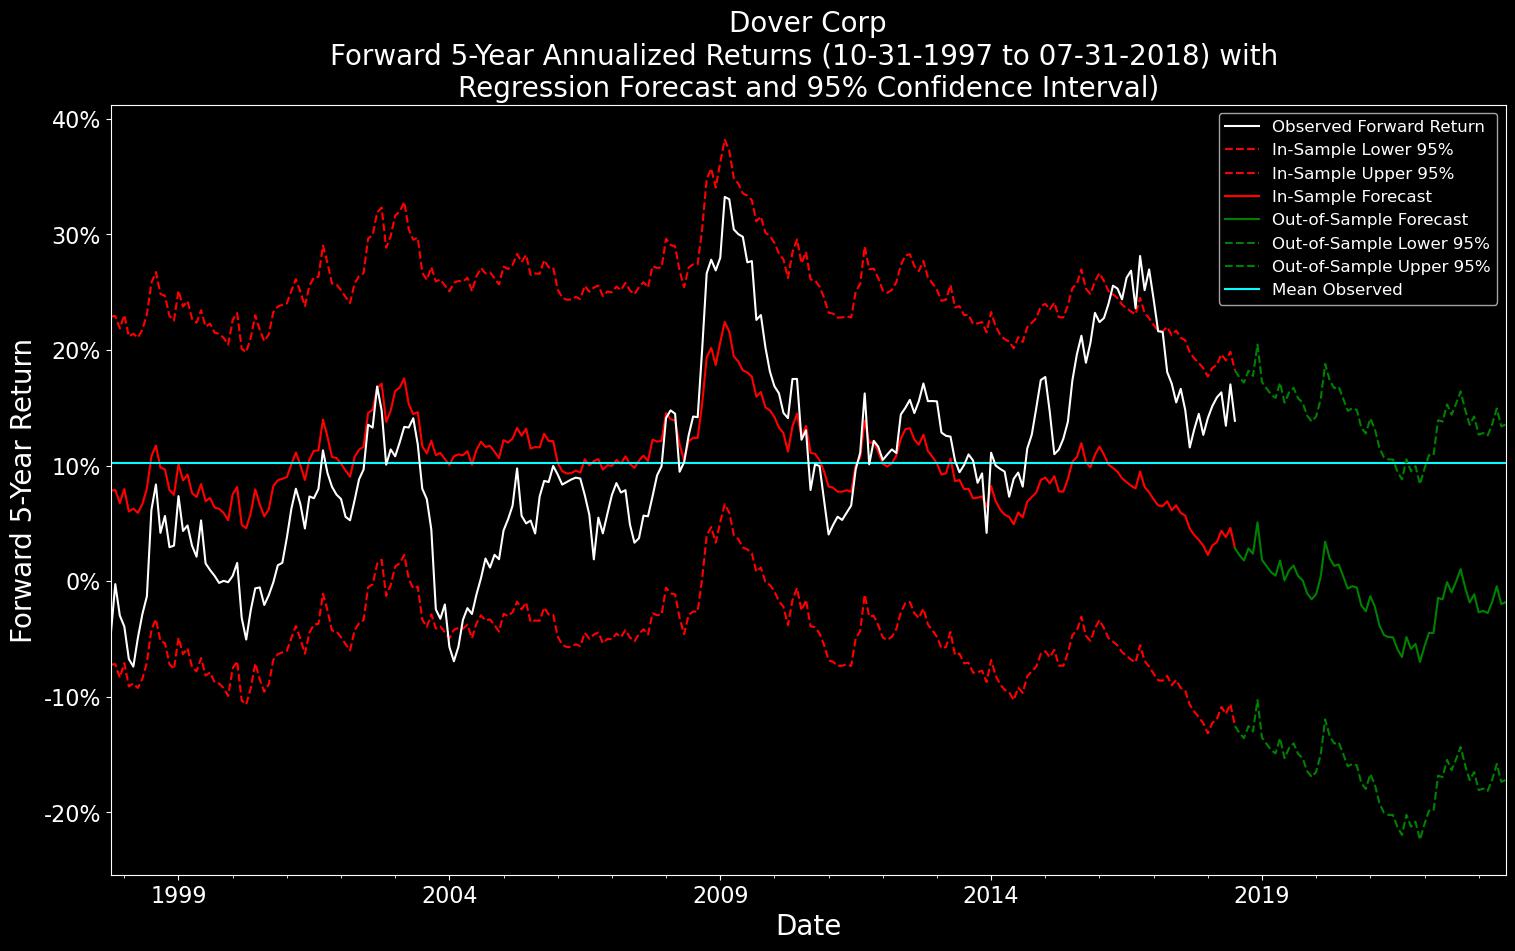 Dover Corp
Forward 5-Year Annualized Returns (10-31-1997 to 07-31-2018) with
Regression Forecast and 95% Confidence Interval)
Forward 5-Year Return
40%
30%
20%
10%
0%
-10%
-20%
Observed Forward Return
In-Sample Lower 95%
In-Sample Upper 95%
In-Sample Forecast
Out-of-Sample Forecast
Out-of-Sample Lower 95%
Out-of-Sample Upper 95%
Mean Observed
1999
2004
2009
2014
2019
Date